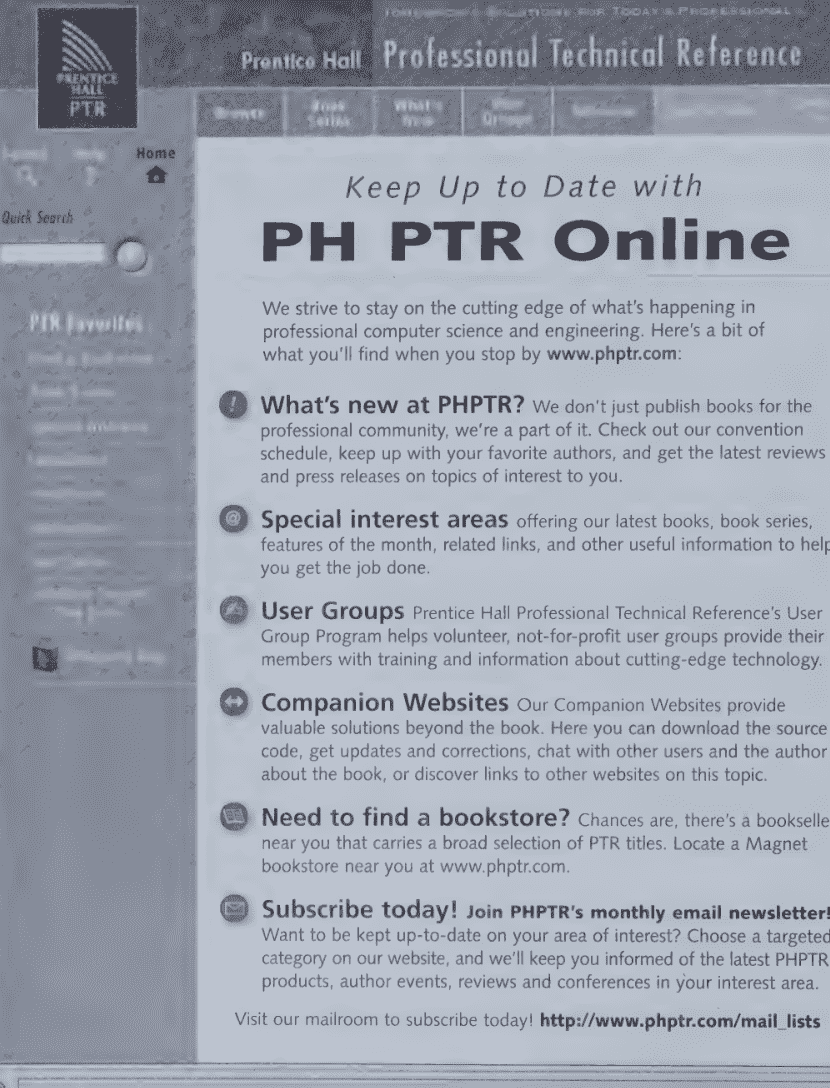 TOMORROW'S SOLUTIONS FOR TODAY'S PROFESSIONAL
Prentice Hall Professional Technical Reference
PRENTICE
HALL
PTR
What's
New
User
Groups
Home
Quick Search
PTR Favorites
Keep Up to Date with
PH PTR Online
We strive to stay on the cutting edge of what's happening in
professional computer science and engineering. Here's a bit of
what you'll find when you stop by www.phptr.com:
What's new at PHPTR? We don't just publish books for the
professional community, we're a part of it. Check out our convention
schedule, keep up with your favorite authors, and get the latest reviews
and press releases on topics of interest to you.
@ Special interest areas offering our latest books, book series,
features of the month, related links, and other useful information to help
you get the job done.
User Groups Prentice Hall Professional Technical Reference's User
Group Program helps volunteer, not-for-profit user groups provide their
members with training and information about cutting-edge technology.
Companion Websites Our Companion Websites provide
valuable solutions beyond the book. Here you can download the source
code, get updates and corrections, chat with other users and the author
about the book, or discover links to other websites on this topic.
Need to find a bookstore? Chances are, there's a bookselle
near you that carries a broad selection of PTR titles. Locate a Magnet
bookstore near you at www.phptr.com.
Subscribe today! Join PHPTR's monthly email newsletter!
Want to be kept up-to-date on your area of interest? Choose a targeted
category on our website, and we'll keep you informed of the latest PHPTR
products, author events, reviews and conferences in your interest area.
Visit our mailroom to subscribe today! http://www.phptr.com/mail_lists